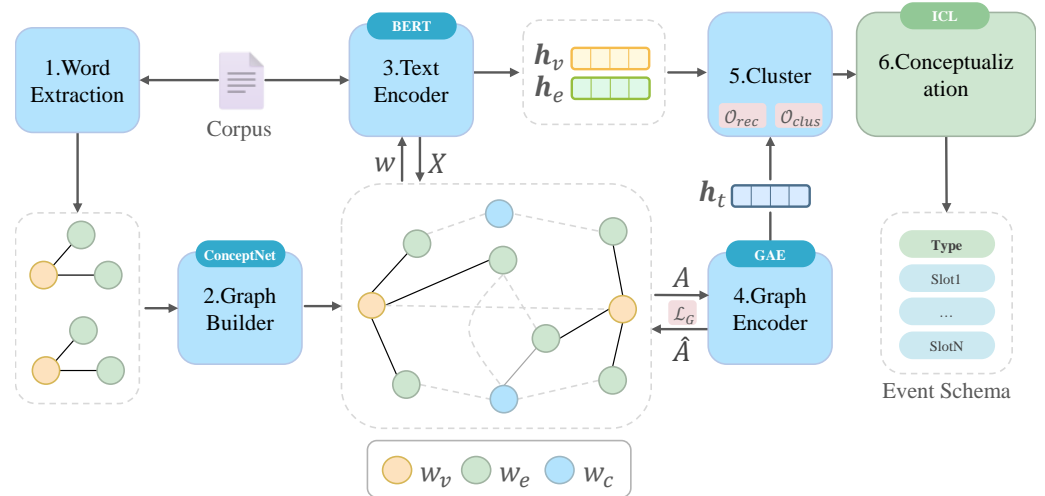 BERT
ICL
1.Word
Extraction
Corpus
3.Text
Encoder
h_v
h_e
5.Cluster
O_rec O_clus
6.Conceptualiz
ation
w X
h_t
ConceptNet
2.Graph
Builder
A
L_G
Â
GAE
4.Graph
Encoder
Type
Slot1
...
SlotN
Event Schema
w_v w_e w_c